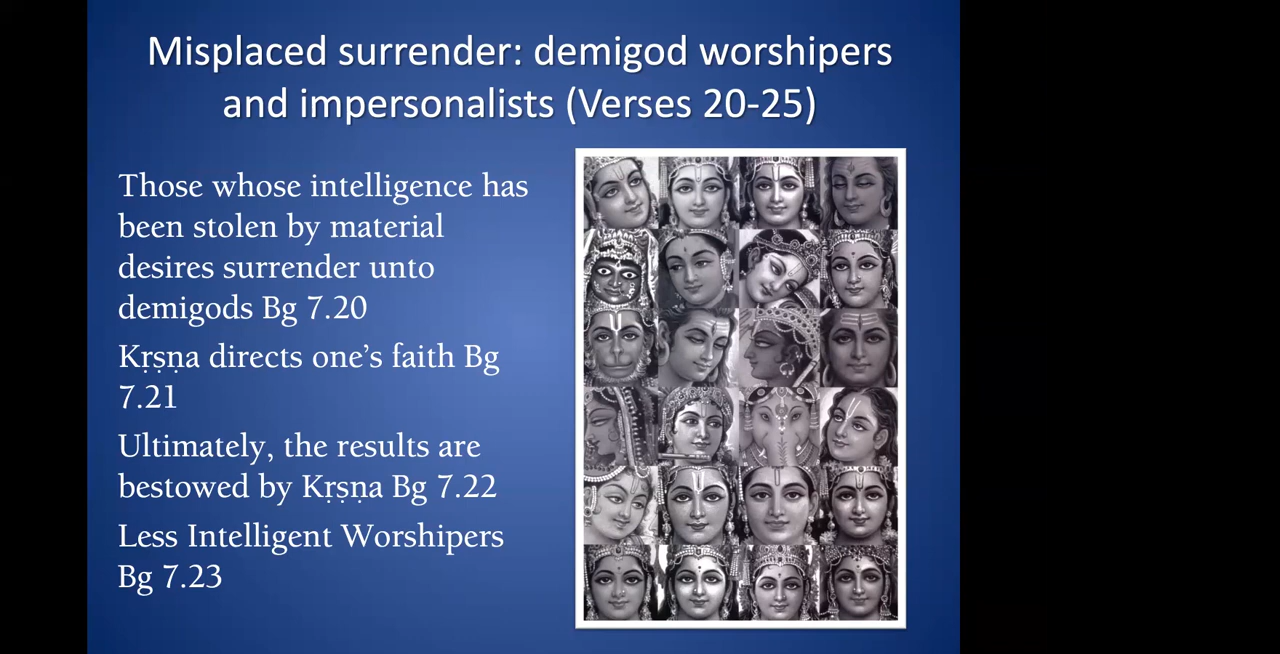 Misplaced surrender: demigod worshipers
and impersonalists (Verses 20-25)
Those whose intelligence has
been stolen by material
desires surrender unto
demigods Bg 7.20
Kṛṣṇa directs one’s faith Bg
7.21
Ultimately, the results are
bestowed by Kṛṣṇa Bg 7.22
Less Intelligent Worshipers
Bg 7.23